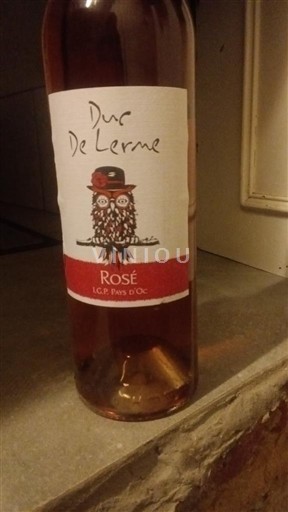 Duc
De Lerme
VINIOU
ROSÉ
I.G.P. PAYS D'OC